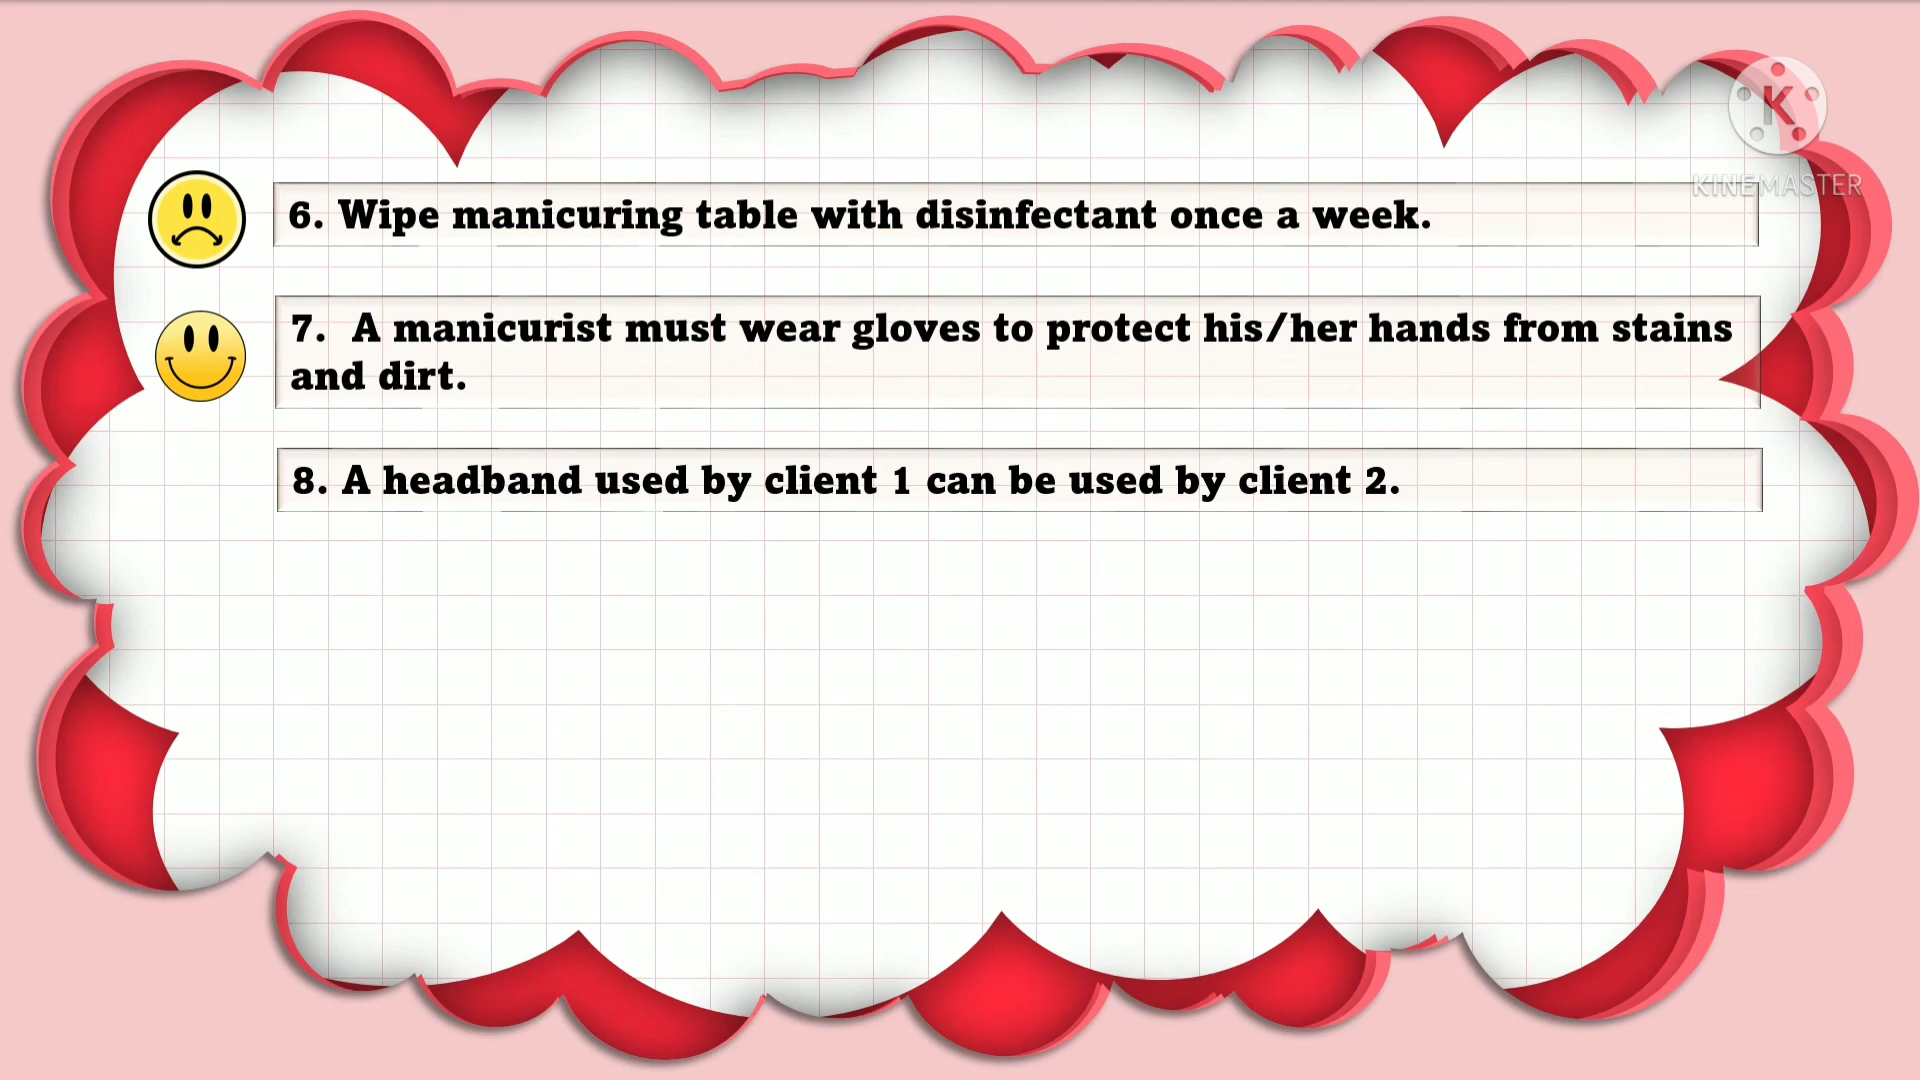 KINEMASTER
6. Wipe manicuring table with disinfectant once a week.
7. A manicurist must wear gloves to protect his/her hands from stains
and dirt.
8. A headband used by client 1 can be used by client 2.